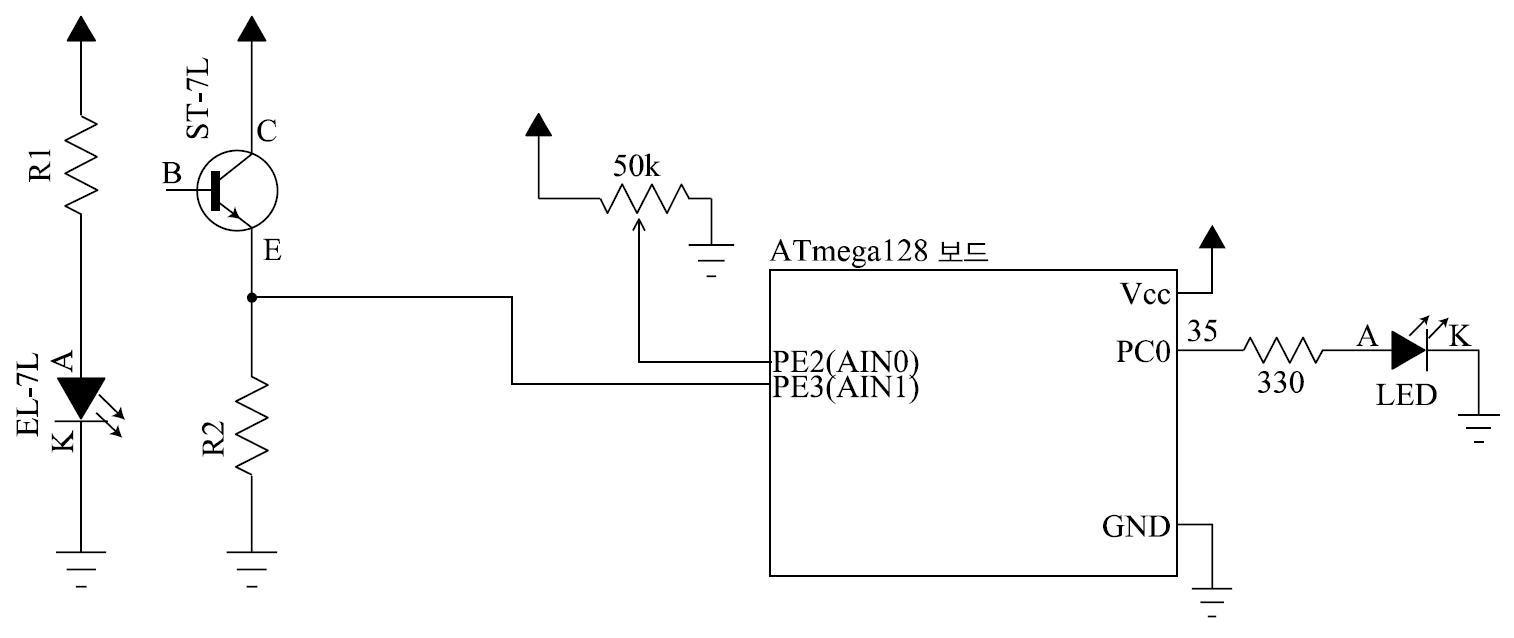 ST-7L
C
R1
B
E
50k
ATmega128 보드
Vcc
PC0
35
330
A
K
LED
PE2(AIN0)
PE3(AIN1)
EL-7L
A
K
R2
GND